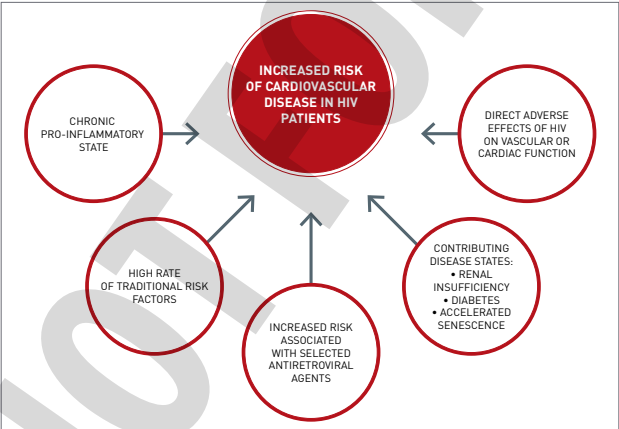 INCREASED RISK
OF CARDIOVASCULAR
DISEASE IN HIV
PATIENTS
CHRONIC
PRO-INFLAMMATORY
STATE
DIRECT ADVERSE
EFFECTS OF HIV
ON VASCULAR OR
CARDIAC FUNCTION
HIGH RATE
OF TRADITIONAL RISK
FACTORS
INCREASED RISK
ASSOCIATED
WITH SELECTED
ANTIRETROVIRAL
AGENTS
CONTRIBUTING
DISEASE STATES:
• RENAL
INSUFFICIENCY
• DIABETES
• ACCELERATED
SENESCENCE